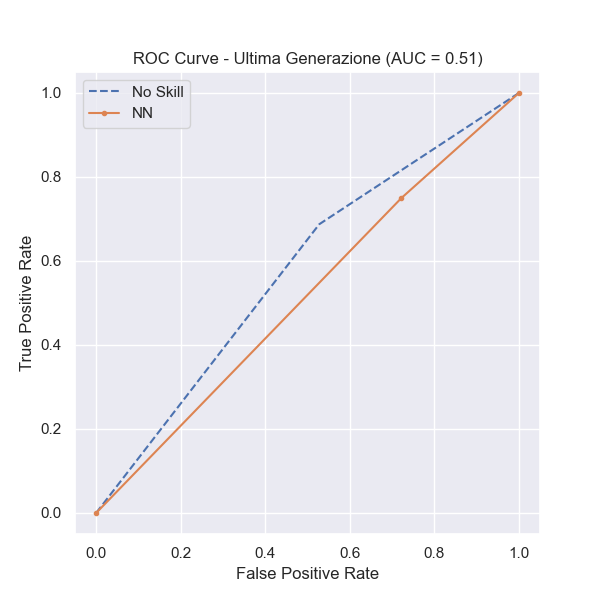 ROC Curve - Ultima Generazione (AUC = 0.51)
No Skill
NN
True Positive Rate
1.0
0.8
0.6
0.4
0.2
0.0
0.0 0.2 0.4 0.6 0.8 1.0
False Positive Rate